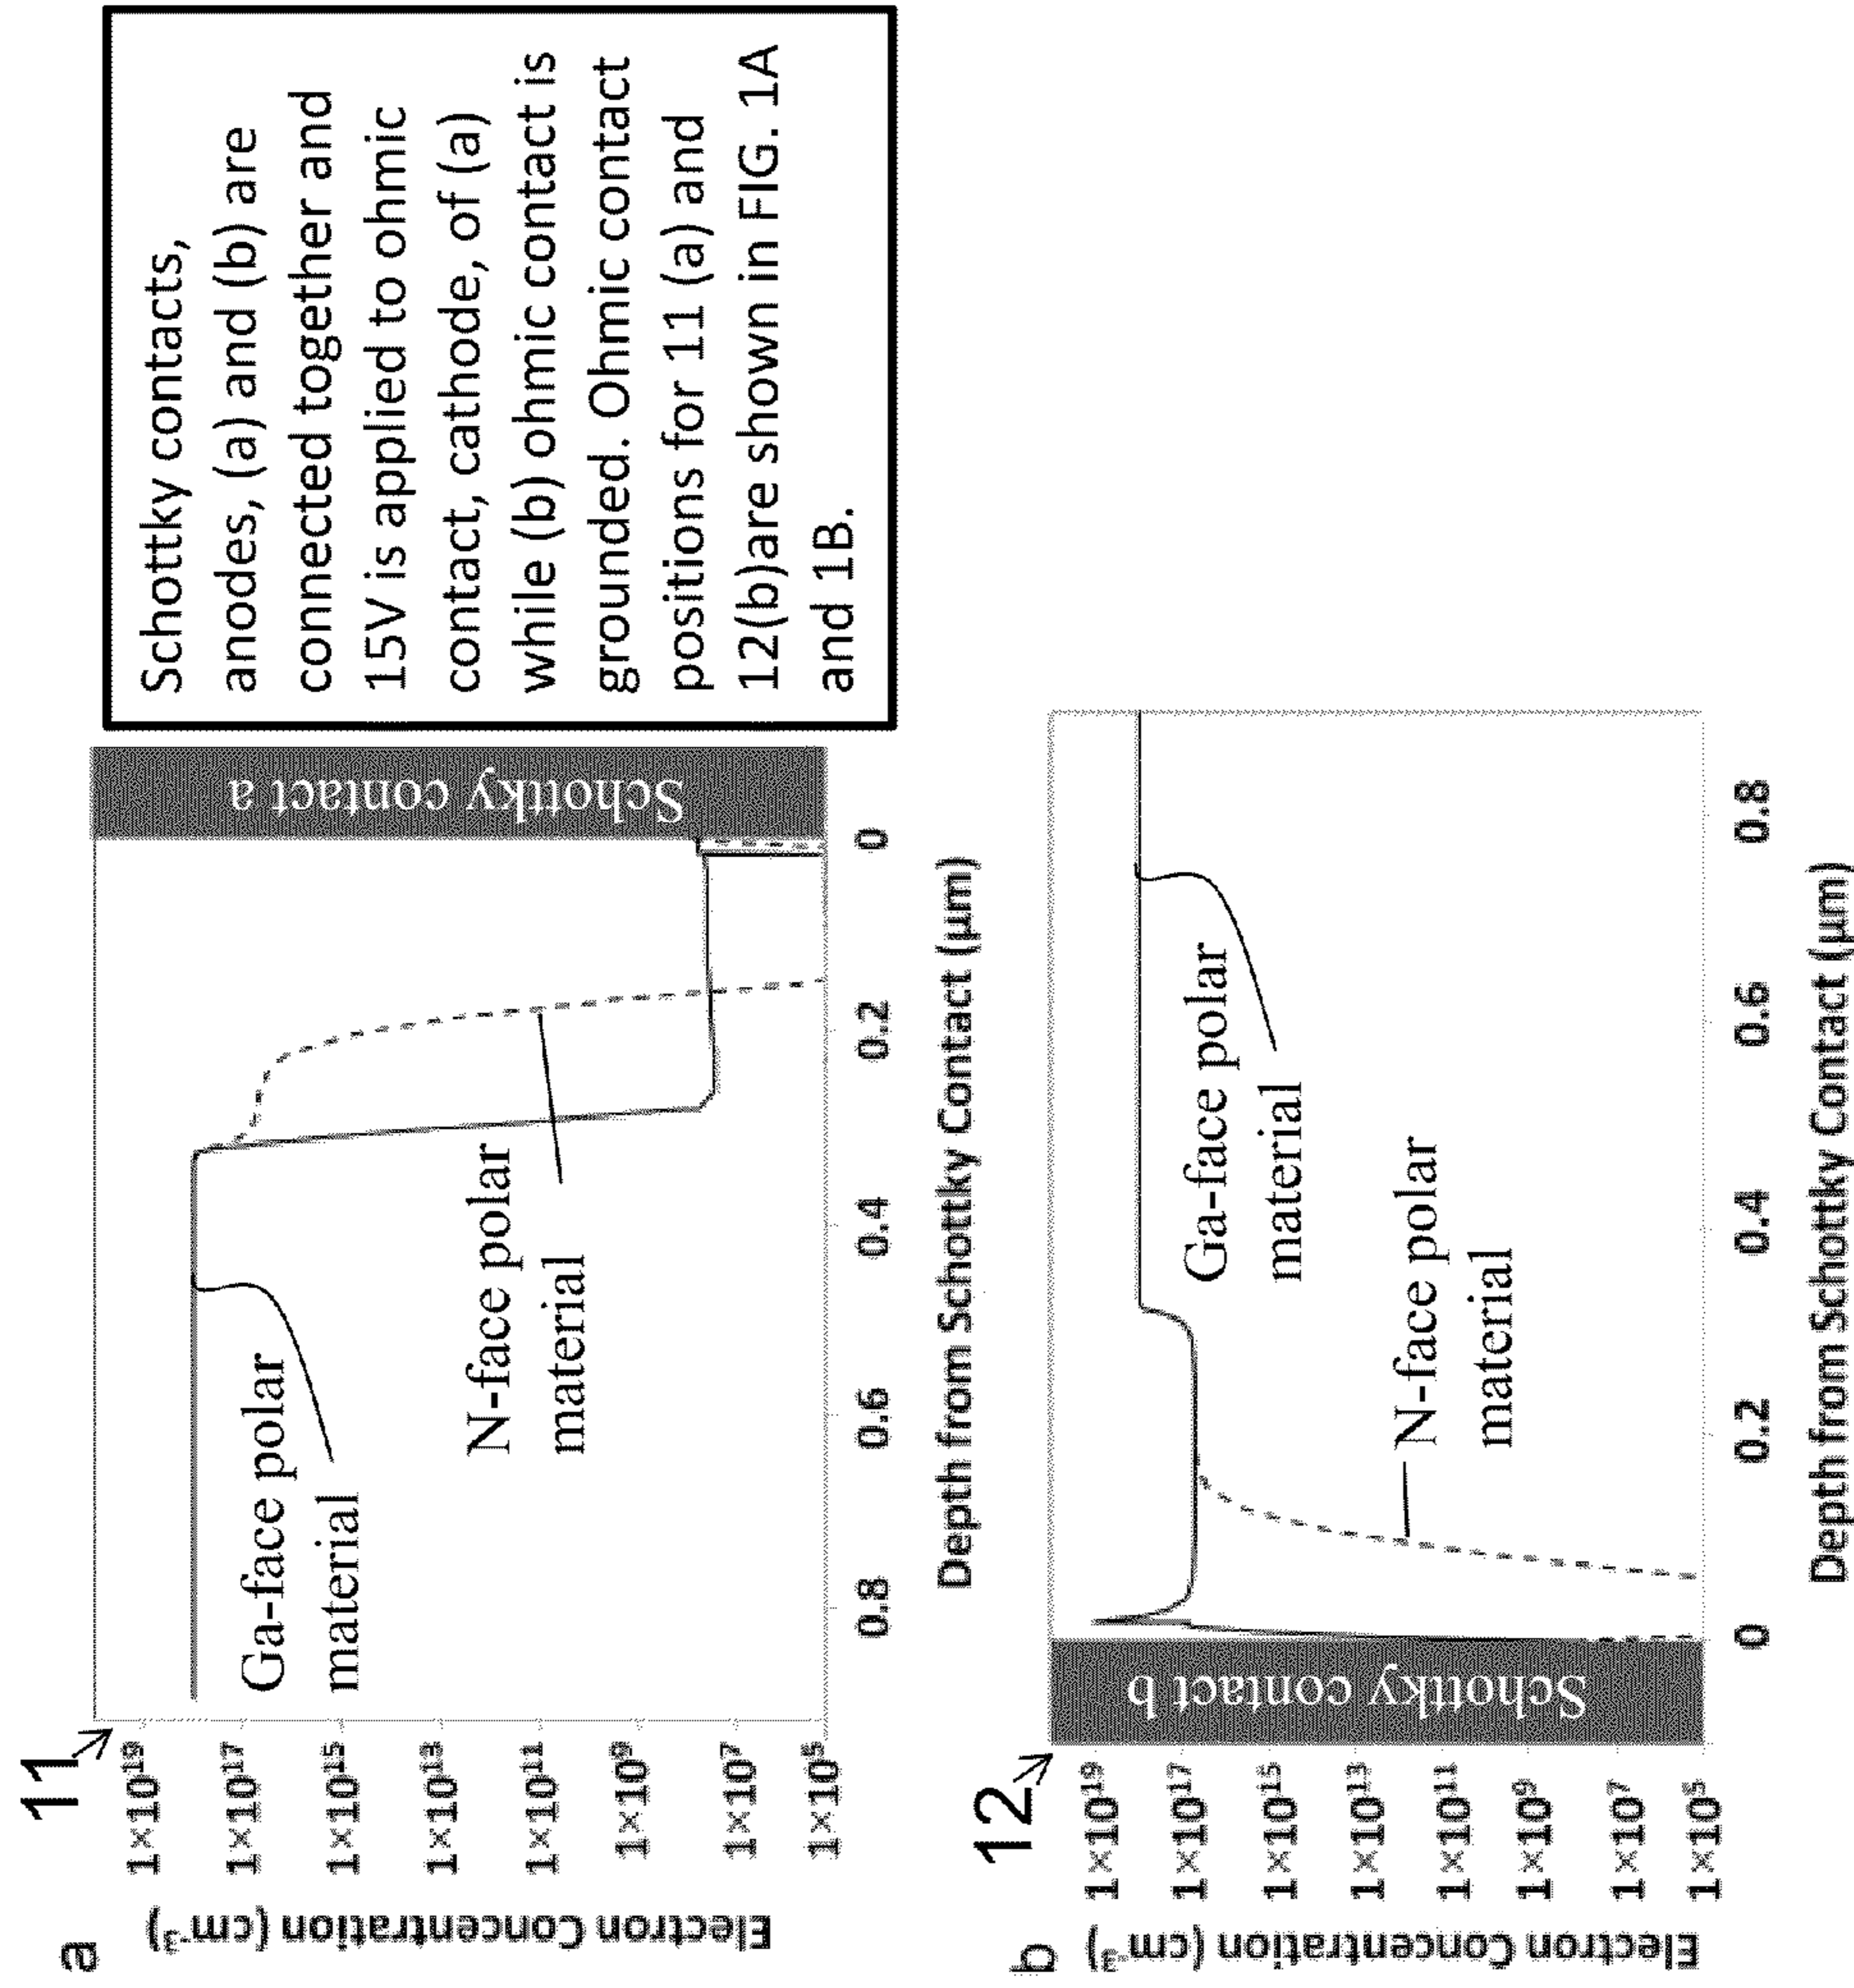 11
a
Electron Concentration (cm⁻³)
1×10¹⁹
1×10¹⁷
1×10¹⁵
1×10¹³
1×10¹¹
1×10⁹
1×10⁷
1×10⁵
Ga-face polar
material
N-face polar
material
Schottky contact a
0.8
0.6
0.4
0.2
0
Depth from Schottky Contact (µm)
Schottky contacts,
anodes, (a) and (b) are
connected together and
15V is applied to ohmic
contact, cathode, of (a)
while (b) ohmic contact is
grounded. Ohmic contact
positions for 11 (a) and
12(b)are shown in FIG. 1A
and 1B.
12
b
Electron Concentration (cm⁻³)
1×10¹⁹
1×10¹⁷
1×10¹⁵
1×10¹³
1×10¹¹
1×10⁹
1×10⁷
1×10⁵
Schottky contact b
Ga-face polar
material
N-face polar
material
0
0.2
0.4
0.6
0.8
Depth from Schottky Contact (µm)